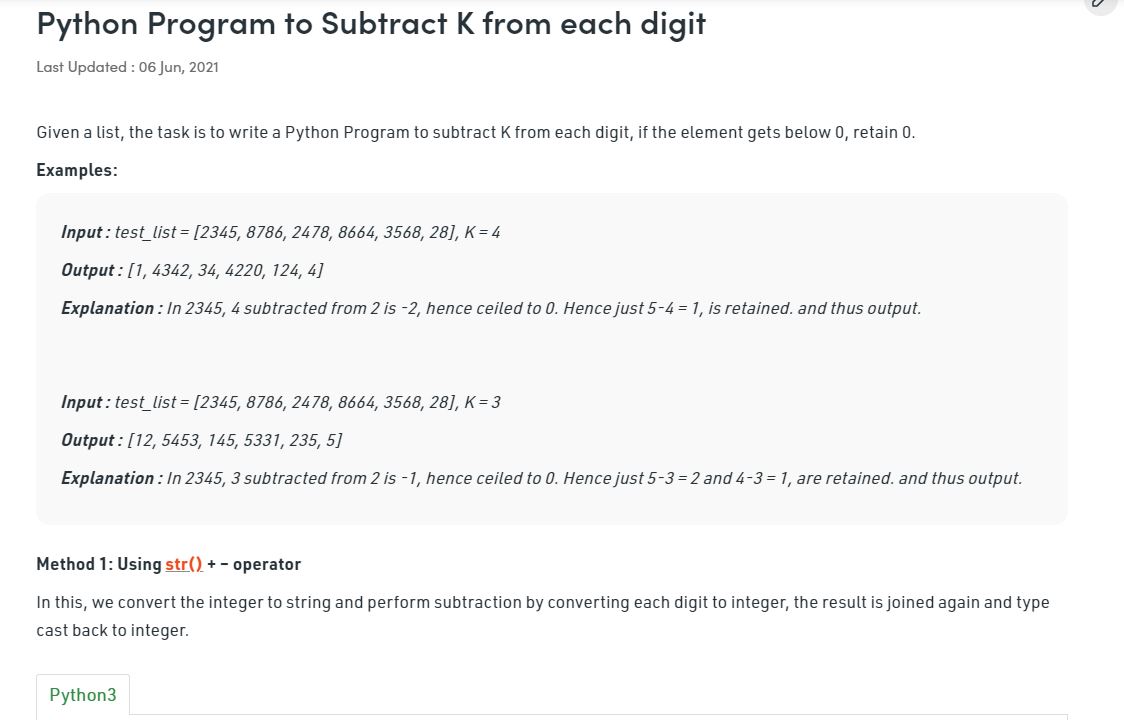 Python Program to Subtract K from each digit
Last Updated : 06 Jun, 2021
Given a list, the task is to write a Python Program to subtract K from each digit, if the element gets below 0, retain 0.
Examples:
Input : test_list = [2345, 8786, 2478, 8664, 3568, 28], K = 4
Output : [1, 4342, 34, 4220, 124, 4]
Explanation : In 2345, 4 subtracted from 2 is -2, hence ceiled to 0. Hence just 5-4 = 1, is retained. and thus output.
Input : test_list = [2345, 8786, 2478, 8664, 3568, 28], K = 3
Output : [12, 5453, 145, 5331, 235, 5]
Explanation : In 2345, 3 subtracted from 2 is -1, hence ceiled to 0. Hence just 5-3 = 2 and 4-3 = 1, are retained. and thus output.
Method 1: Using str() + – operator
In this, we convert the integer to string and perform subtraction by converting each digit to integer, the result is joined again and type
cast back to integer.
Python3